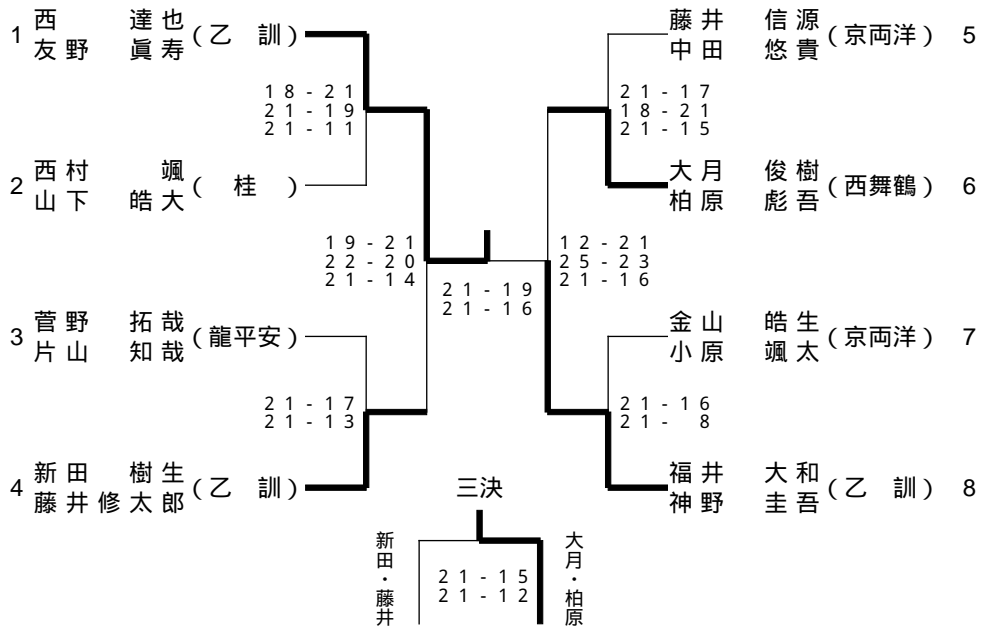 1 西 達也
友野 眞寿 (乙 訓)
18-21
21-19
21-11
2 西村 颯
山下 皓大 (桂)
19-21
22-20
21-14
3 菅野 拓哉
片山 知哉 (龍平安)
21-17
21-13
4 新田 樹生
藤井修太郎 (乙 訓)
21-19
21-16
藤井 信源
中田 悠貴 (京両洋) 5
21-17
18-21
21-15
大月 俊樹
柏原 彪吾 (西舞鶴) 6
12-21
25-23
21-16
金山 皓生
小原 颯太 (京両洋) 7
21-16
21- 8
福井 大和
神野 圭吾 (乙 訓) 8
三決
新田・藤井
21-15
21-12
大月・柏原